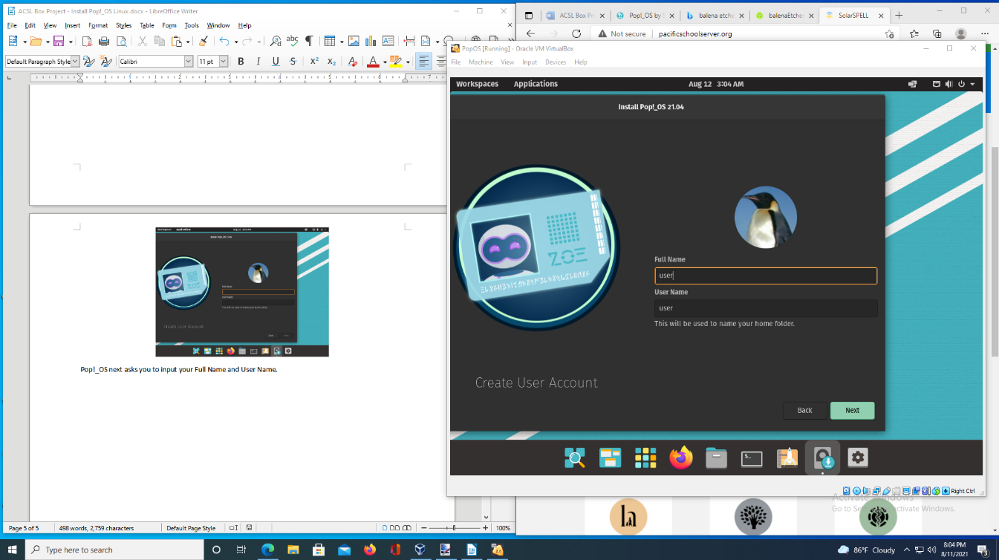 ACSL Box Project - Install Pop!_OS Linux.docx - LibreOffice Writer
File Edit View Insert Format Styles Table Form Tools Window Help
Default Paragraph Style Calibri 11 pt
Pop!_OS next asks you to input your Full Name and User Name.
Page 5 of 5 498 words, 2,759 characters Default Page Style 100%
ACSL Box Pr Pop!_OS by S balena etche balenaEtcher SolarSPELL
Not secure pacificschoolserver.org
PopOS [Running] - Oracle VM VirtualBox
File Machine View Input Devices Help
Workspaces Applications Aug 12 3:04 AM
Install Pop!_OS 21.04
ZOE
Full Name
user
User Name
user
This will be used to name your home folder.
Create User Account
Back Next
Right Ctrl
Activate Windows
Go to Se activate Windows.
Type here to search
86°F Cloudy
8:04 PM
8/11/2021
3